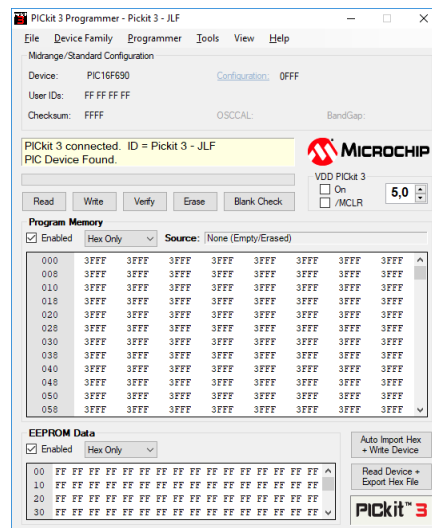 PICkit 3 Programmer - Pickit 3 - JLF
File Device Family Programmer Tools View Help
Midrange/Standard Configuration
Device: PIC16F690 Configuration: 0FFF
User IDs: FF FF FF FF
Checksum: FFFF OSCCAL: BandGap:
PICkit 3 connected. ID = Pickit 3 - JLF
PIC Device Found.
MICROCHIP
VDD PICkit 3
On
/MCLR
5,0
Read Write Verify Erase Blank Check
Program Memory
Enabled Hex Only Source: None (Empty/Erased)
000 3FFF 3FFF 3FFF 3FFF 3FFF 3FFF 3FFF 3FFF
008 3FFF 3FFF 3FFF 3FFF 3FFF 3FFF 3FFF 3FFF
010 3FFF 3FFF 3FFF 3FFF 3FFF 3FFF 3FFF 3FFF
018 3FFF 3FFF 3FFF 3FFF 3FFF 3FFF 3FFF 3FFF
020 3FFF 3FFF 3FFF 3FFF 3FFF 3FFF 3FFF 3FFF
028 3FFF 3FFF 3FFF 3FFF 3FFF 3FFF 3FFF 3FFF
030 3FFF 3FFF 3FFF 3FFF 3FFF 3FFF 3FFF 3FFF
038 3FFF 3FFF 3FFF 3FFF 3FFF 3FFF 3FFF 3FFF
040 3FFF 3FFF 3FFF 3FFF 3FFF 3FFF 3FFF 3FFF
048 3FFF 3FFF 3FFF 3FFF 3FFF 3FFF 3FFF 3FFF
050 3FFF 3FFF 3FFF 3FFF 3FFF 3FFF 3FFF 3FFF
058 3FFF 3FFF 3FFF 3FFF 3FFF 3FFF 3FFF 3FFF
EEPROM Data
Enabled Hex Only
00 FF FF FF FF FF FF FF FF FF FF FF FF FF FF FF FF
10 FF FF FF FF FF FF FF FF FF FF FF FF FF FF FF FF
20 FF FF FF FF FF FF FF FF FF FF FF FF FF FF FF FF
30 FF FF FF FF FF FF FF FF FF FF FF FF FF FF FF FF
Auto Import Hex
+ Write Device
Read Device +
Export Hex File
PICkit™ 3